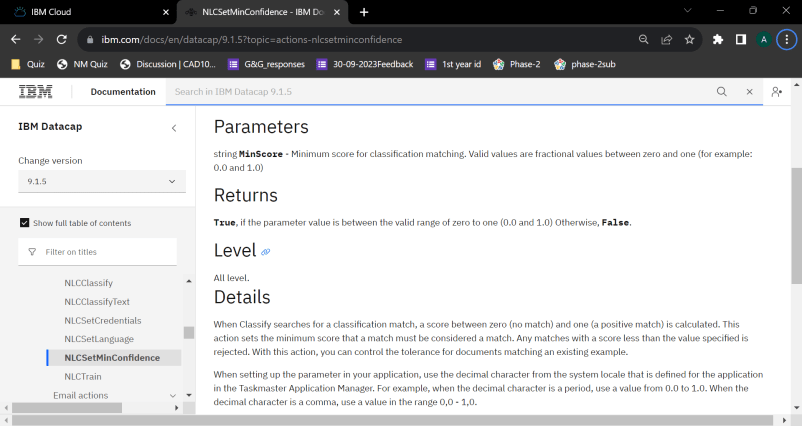 IBM Cloud
NLCSetMinConfidence - IBM Do
ibm.com/docs/en/datacap/9.1.5?topic=actions-nlcsetminconfidence
A
Quiz
NM Quiz
Discussion | CAD10...
G&G_responses
30-09-2023Feedback
1st year id
Phase-2
phase-2sub
IBM
Documentation
Search in IBM Datacap 9.1.5
IBM Datacap
Change version
9.1.5
Show full table of contents
Filter on titles
NLCClassify
NLCClassifyText
NLCSetCredentials
NLCSetLanguage
NLCSetMinConfidence
NLCTrain
Email actions
Parameters
string MinScore - Minimum score for classification matching. Valid values are fractional values between zero and one (for example:
0.0 and 1.0)
Returns
True, if the parameter value is between the valid range of zero to one (0.0 and 1.0) Otherwise, False.
Level
All level.
Details
When Classify searches for a classification match, a score between zero (no match) and one (a positive match) is calculated. This
action sets the minimum score that a match must be considered a match. Any matches with a score less than the value specified is
rejected. With this action, you can control the tolerance for documents matching an existing example.
When setting up the parameter in your application, use the decimal character from the system locale that is defined for the application
in the Taskmaster Application Manager. For example, when the decimal character is a period, use a value from 0.0 to 1.0. When the
decimal character is a comma, use a value in the range 0,0 - 1,0.